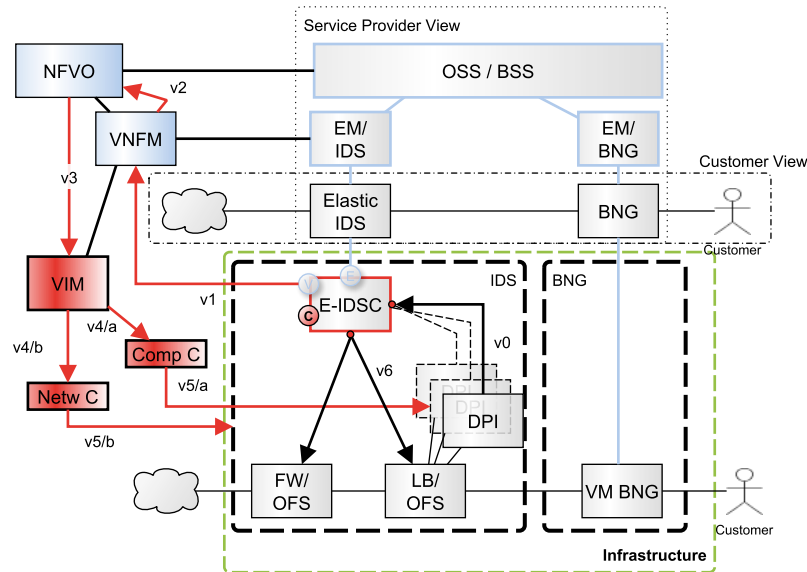 Service Provider View
NFVO
OSS / BSS
v2
VNFM
EM/
IDS
EM/
BNG
v3
Customer View
Elastic
IDS
BNG
Customer
VIM
v1
V
E
IDS
BNG
E-IDSC
C
v4/a
v4/b
Comp C
v0
v6
v5/a
Netw C
DPI
DPI
DPI
v5/b
FW/
OFS
LB/
OFS
VM BNG
Customer
Infrastructure